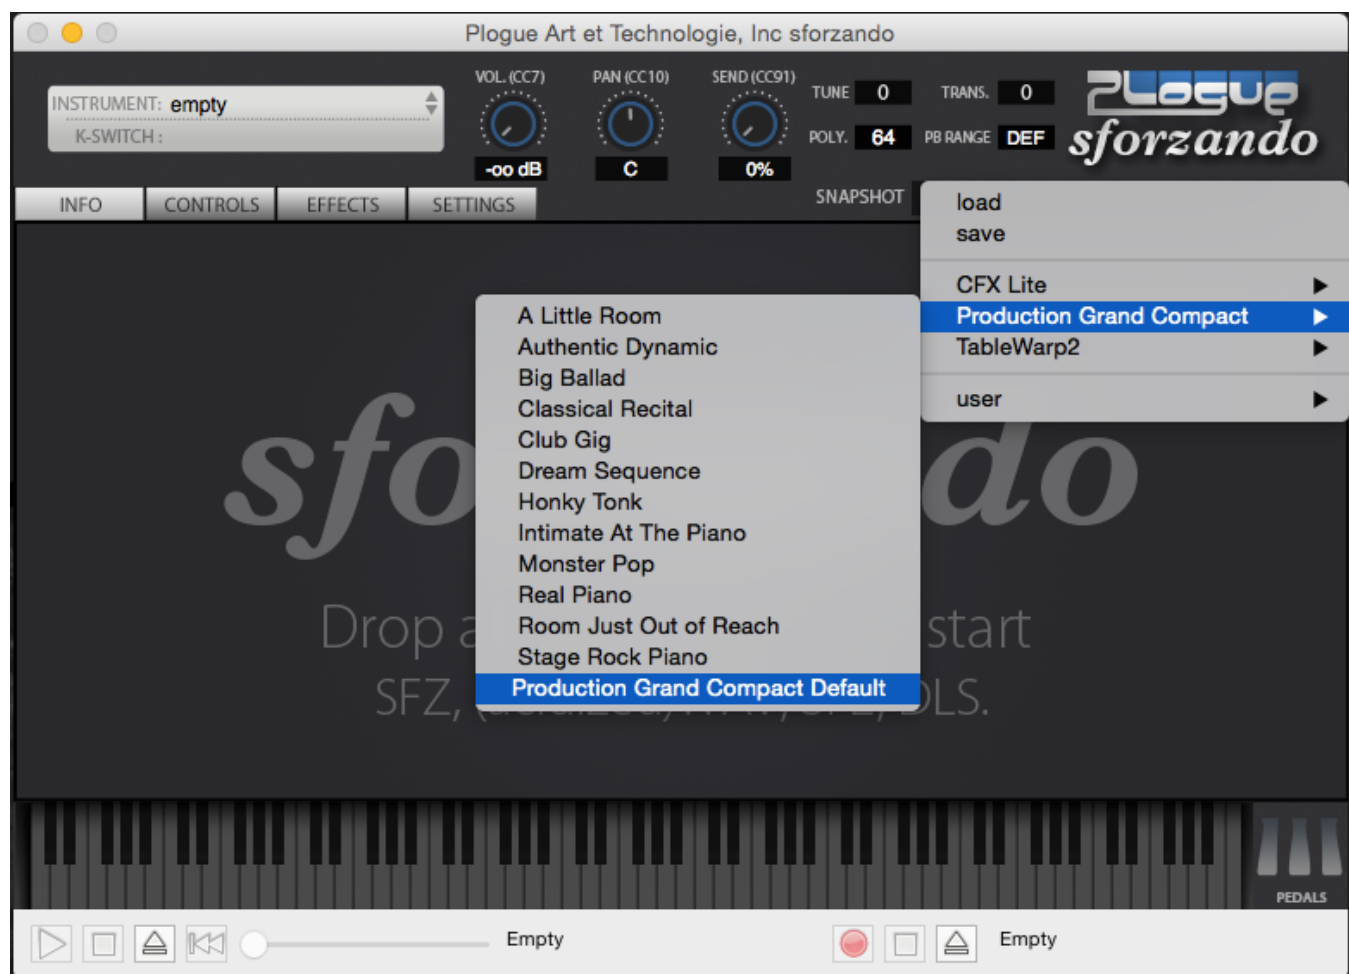 Plogue Art et Technologie, Inc sforzando
INSTRUMENT: empty
K-SWITCH :
VOL. (CC7)
PAN (CC10)
SEND (CC91)
-oo dB
C
0%
TUNE 0
TRANS. 0
POLY. 64
PB RANGE DEF
Plogue
sforzando
INFO
CONTROLS
EFFECTS
SETTINGS
SNAPSHOT
load
save
CFX Lite
Production Grand Compact
TableWarp2
user
A Little Room
Authentic Dynamic
Big Ballad
Classical Recital
Club Gig
Dream Sequence
Honky Tonk
Intimate At The Piano
Monster Pop
Real Piano
Room Just Out of Reach
Stage Rock Piano
Production Grand Compact Default
sfo do
Drop a start
SFZ, DLS.
PEDALS
Empty
Empty